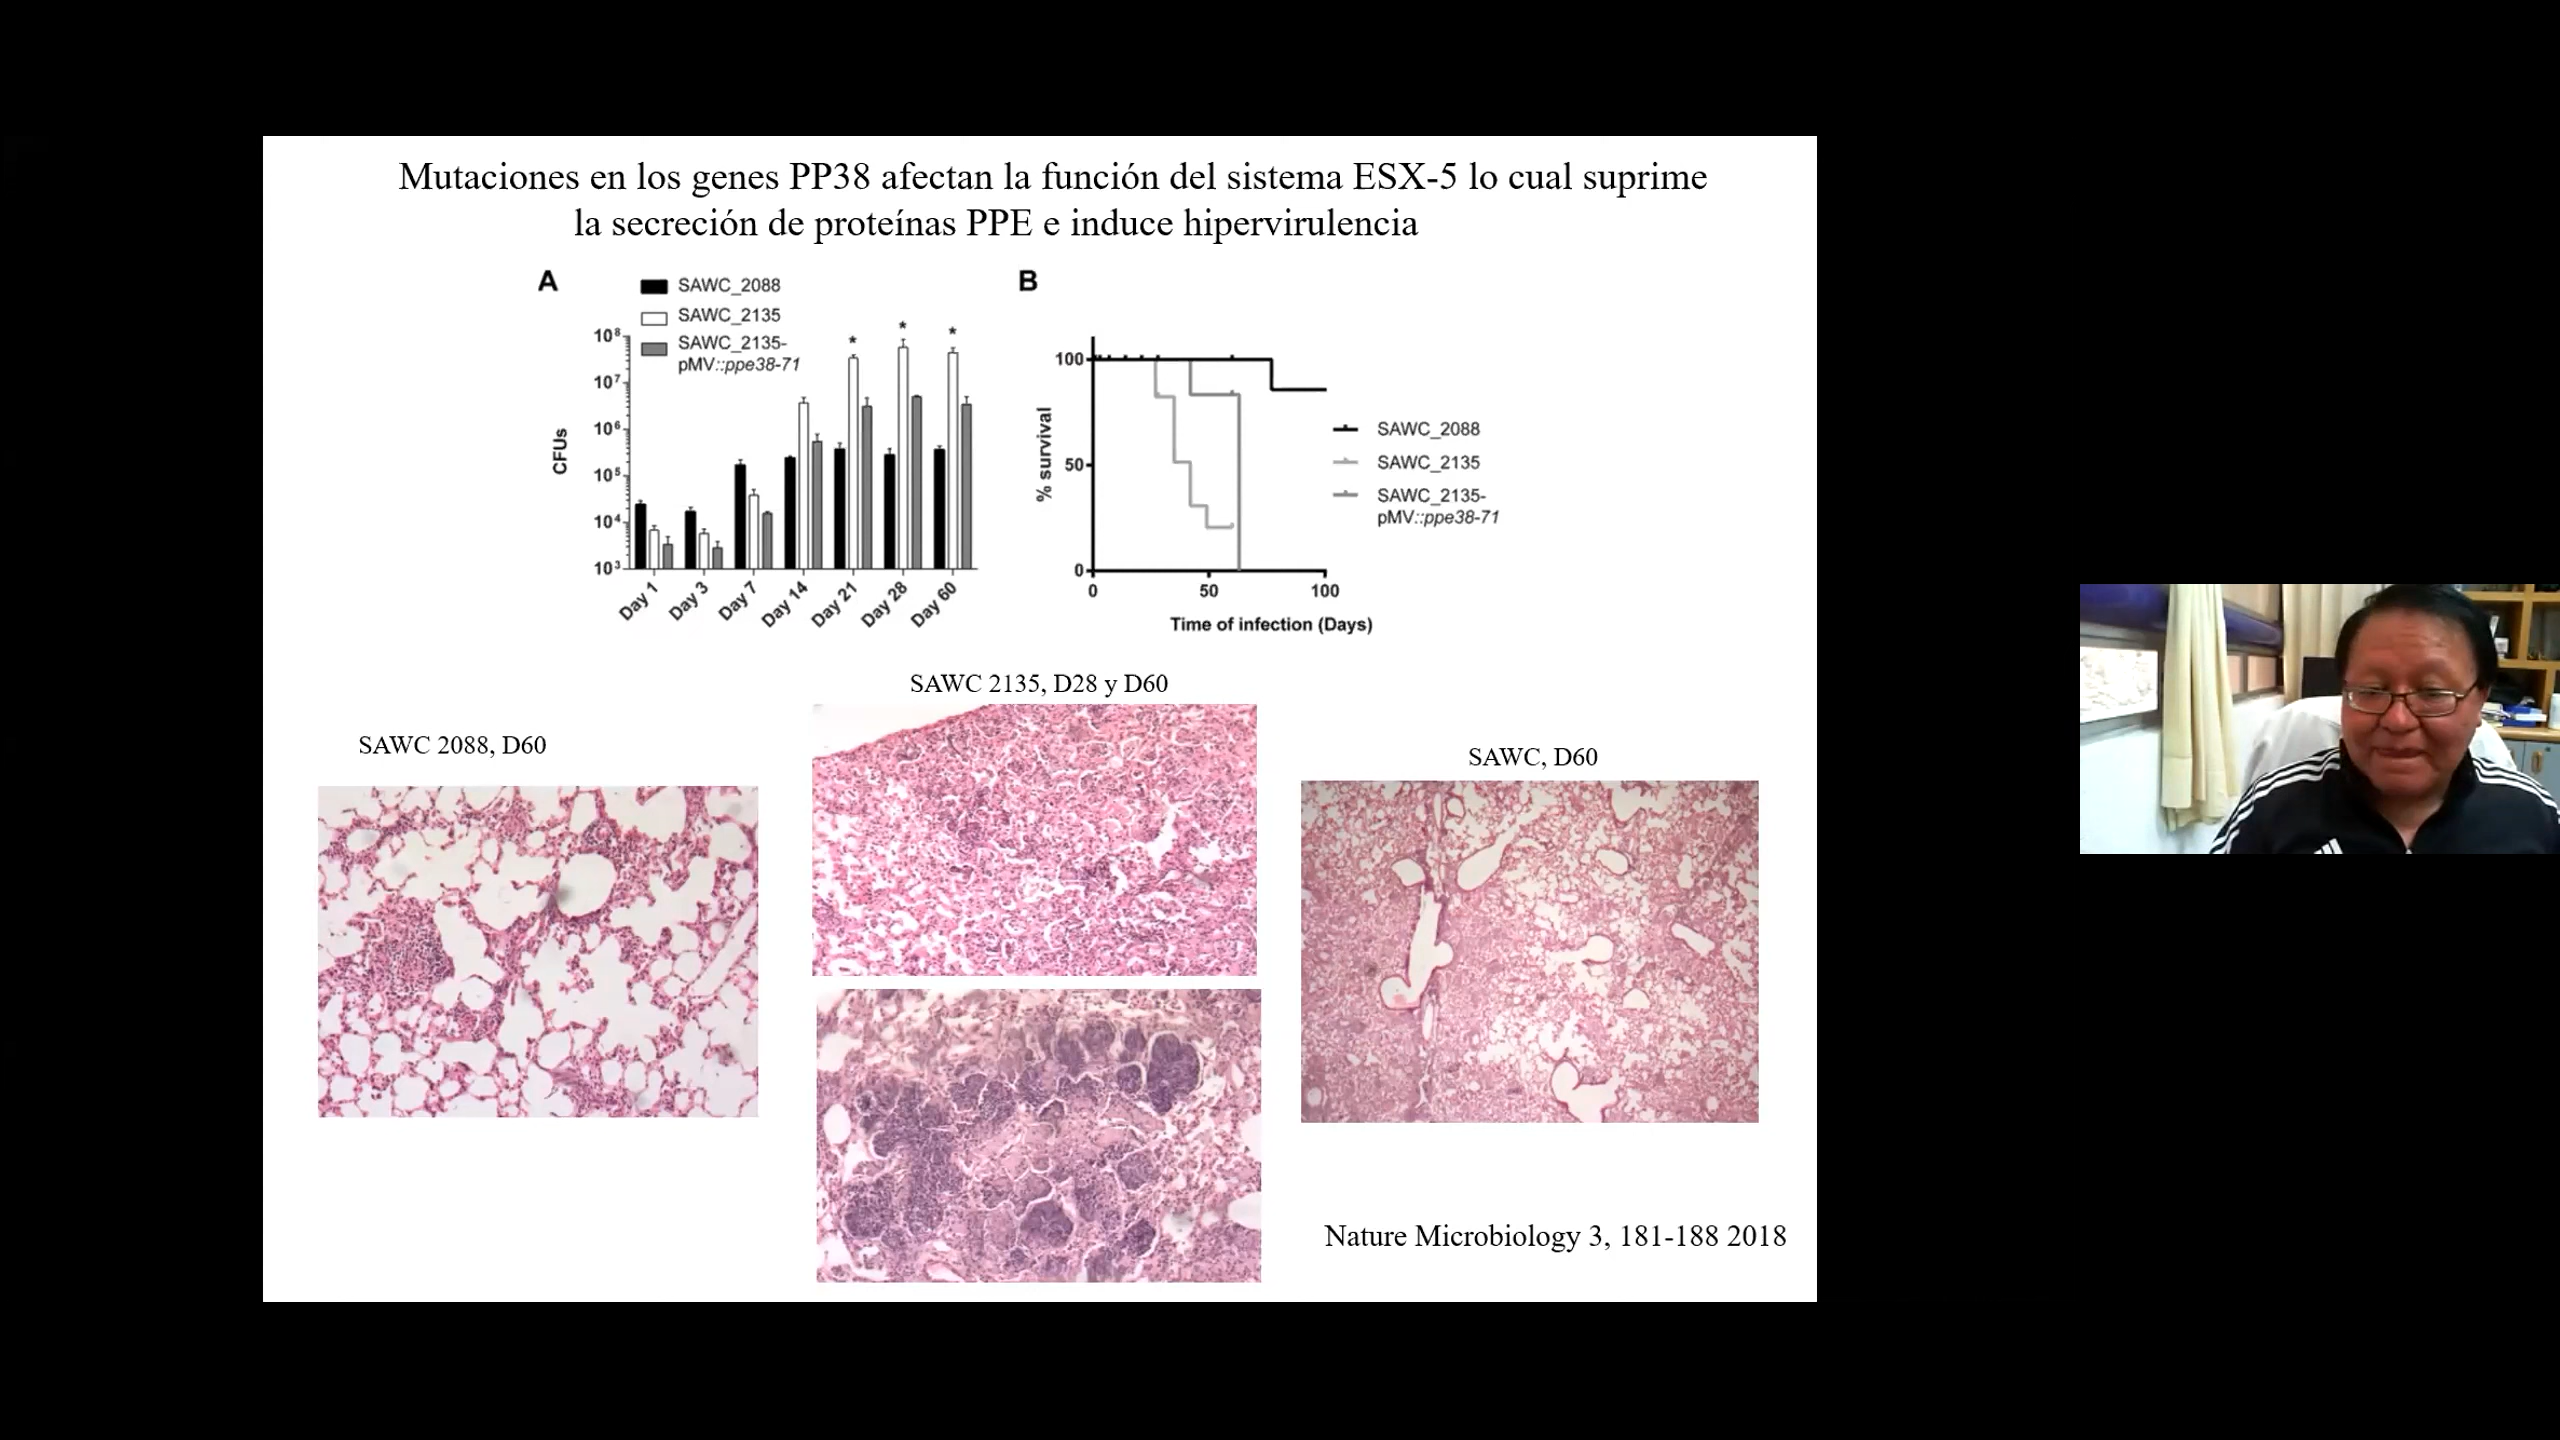 Mutaciones en los genes PP38 afectan la función del sistema ESX-5 lo cual suprime
la secreción de proteínas PPE e induce hipervirulencia
A
SAWC_2088
SAWC_2135
SAWC_2135-
pMV::ppe38-71
10⁸
10⁷
10⁶
10⁵
10⁴
10³
CFUs
* * *
Day 1 Day 3 Day 7 Day 14 Day 21 Day 28 Day 60
B
100
50
0
% survival
0 50 100
Time of infection (Days)
SAWC_2088
SAWC_2135
SAWC_2135-
pMV::ppe38-71
SAWC 2088, D60
SAWC 2135, D28 y D60
SAWC, D60
Nature Microbiology 3, 181-188 2018